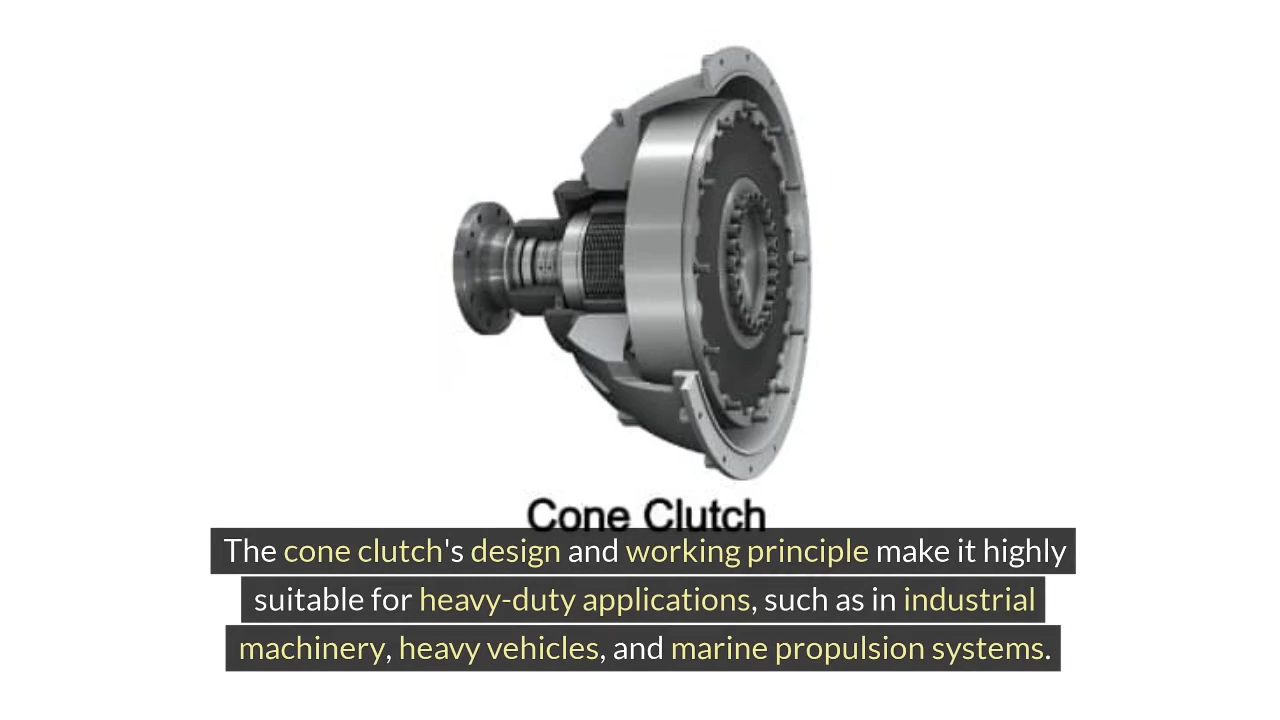 Cone Clutch
The cone clutch's design and working principle make it highly
suitable for heavy-duty applications, such as in industrial
machinery, heavy vehicles, and marine propulsion systems.